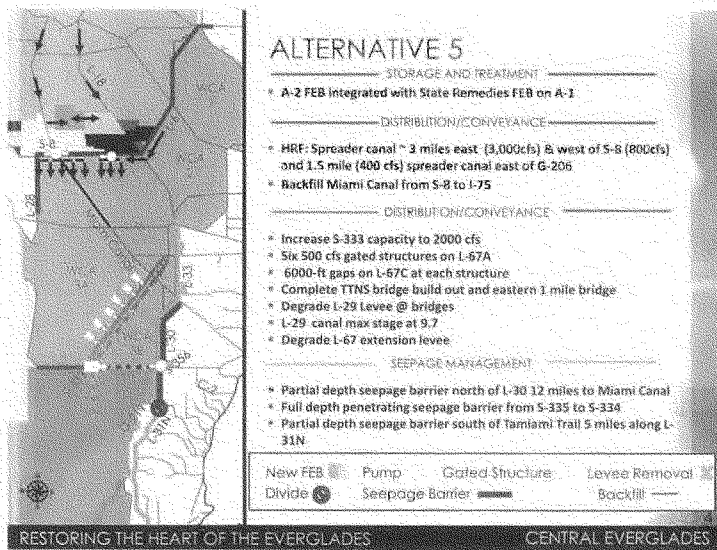 ALTERNATIVE 5
STORAGE AND TREATMENT
* A-2 FEB integrated with State Remedies FEB on A-1
DISTRIBUTION/CONVEYANCE
* HRF: Spreader canal ~ 3 miles east (3,000cfs) & west of S-8 (800cfs)
and 1.5 mile (400 cfs) spreader canal east of G-206
* Backfill Miami Canal from S-8 to I-75
DISTRIBUTION/CONVEYANCE
* Increase S-333 capacity to 2000 cfs
* Six 500 cfs gated structures on L-67A
* 6000-ft gaps on L-67C at each structure
* Complete TTNS bridge build out and eastern 1 mile bridge
* Degrade L-29 Levee @ bridges
* L-29 canal max stage at 9.7
* Degrade L-67 extension levee
SEEPAGE MANAGEMENT
* Partial depth seepage barrier north of L-30 12 miles to Miami Canal
* Full depth penetrating seepage barrier from S-335 to S-334
* Partial depth seepage barrier south of Tamiami Trail 5 miles along L-
31N
New FEB Pump Gated Structure Levee Removal
Divide Seepage Barrier Backfill
S-8
L-28
L-33
L-30
L-31N
RESTORING THE HEART OF THE EVERGLADES
CENTRAL EVERGLADES